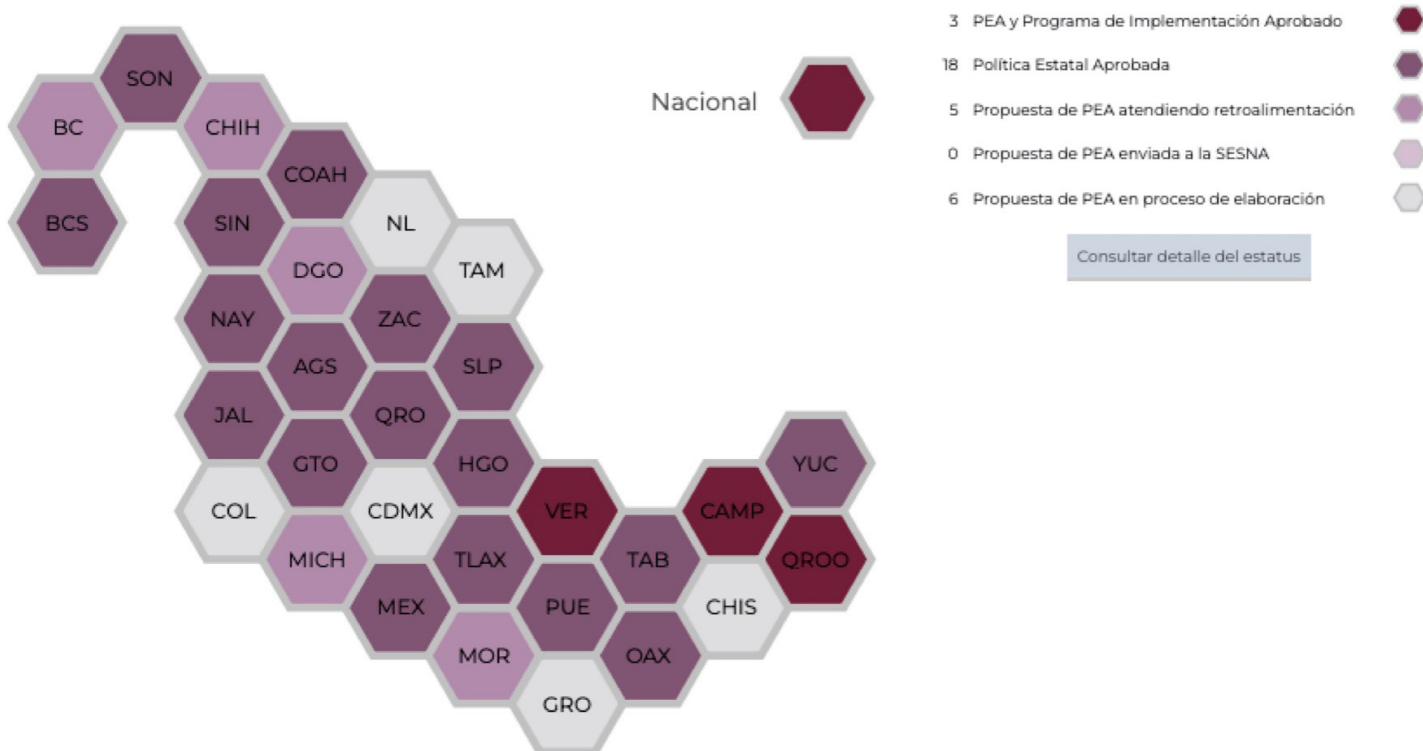 SON
BC
CHIH
COAH
BCS
SIN
NL
DGO
TAM
NAY
ZAC
AGS
SLP
JAL
QRO
GTO
HGO
YUC
COL
CDMX
VER
CAMP
MICH
TLAX
TAB
QROO
MEX
PUE
CHIS
MOR
OAX
GRO
Nacional
3 PEA y Programa de Implementación Aprobado
18 Política Estatal Aprobada
5 Propuesta de PEA atendiendo retroalimentación
0 Propuesta de PEA enviada a la SESNA
6 Propuesta de PEA en proceso de elaboración
Consultar detalle del estatus